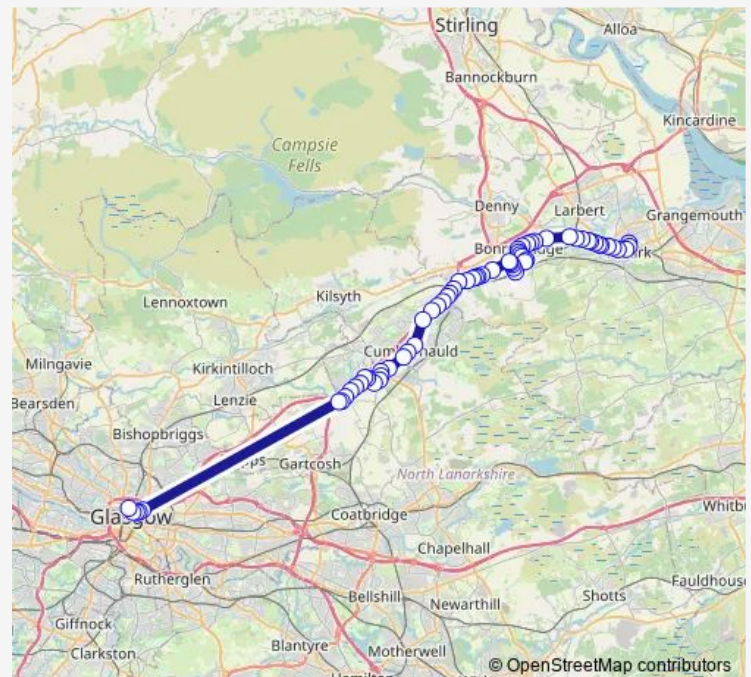 Stirling
Alloa
Bannockburn
Kincardine
Campsie
Fells
Denny
Larbert
Grangemouth
Kilsyth
Lennoxtown
Milngavie
Kirkintilloch
Bearsden
Lenzie
Bishopbriggs
Gartcosh
North Lanarkshire
Glasgow
Coatbridge
Chapelhall
Rutherglen
Bellshill
Newarthill
Shotts
Giffnock
Blantyre
Motherwell
Clarkston
© OpenStreetMap contributors